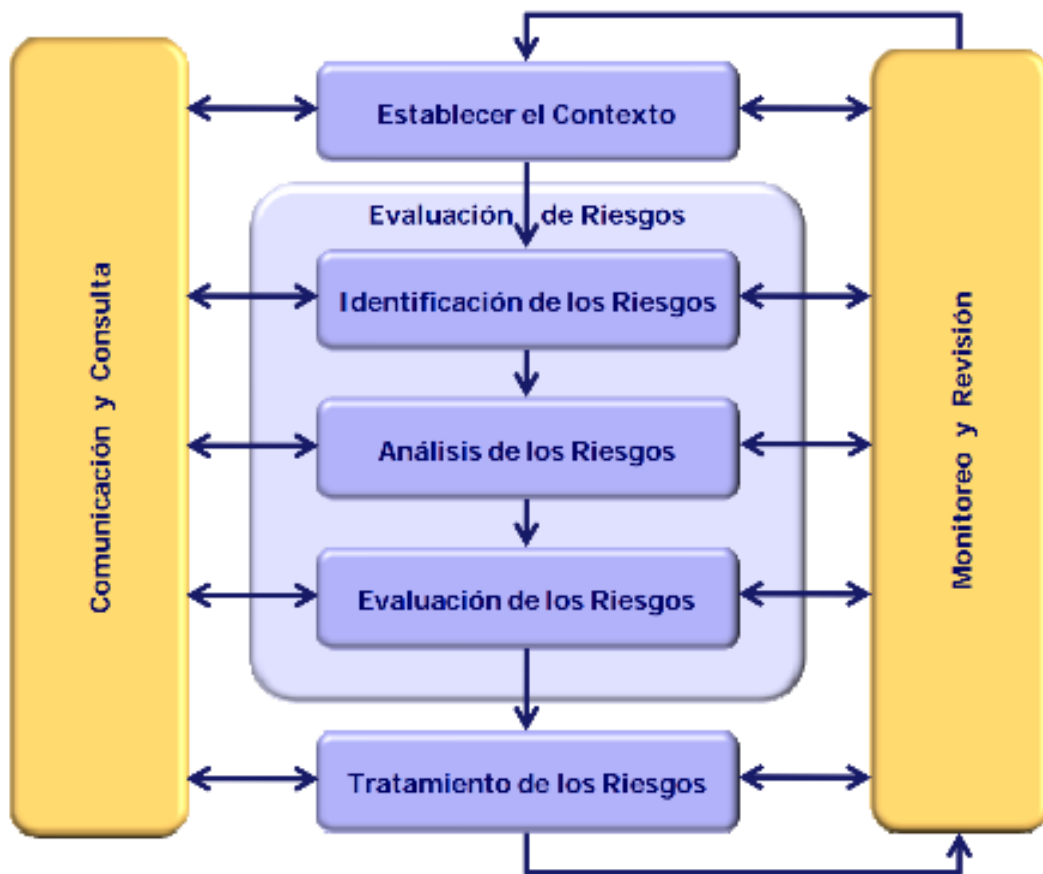 Establecer el Contexto
Evaluación de Riesgos
Identificación de los Riesgos
Análisis de los Riesgos
Evaluación de los Riesgos
Tratamiento de los Riesgos
Comunicación y Consulta
Monitoreo y Revisión